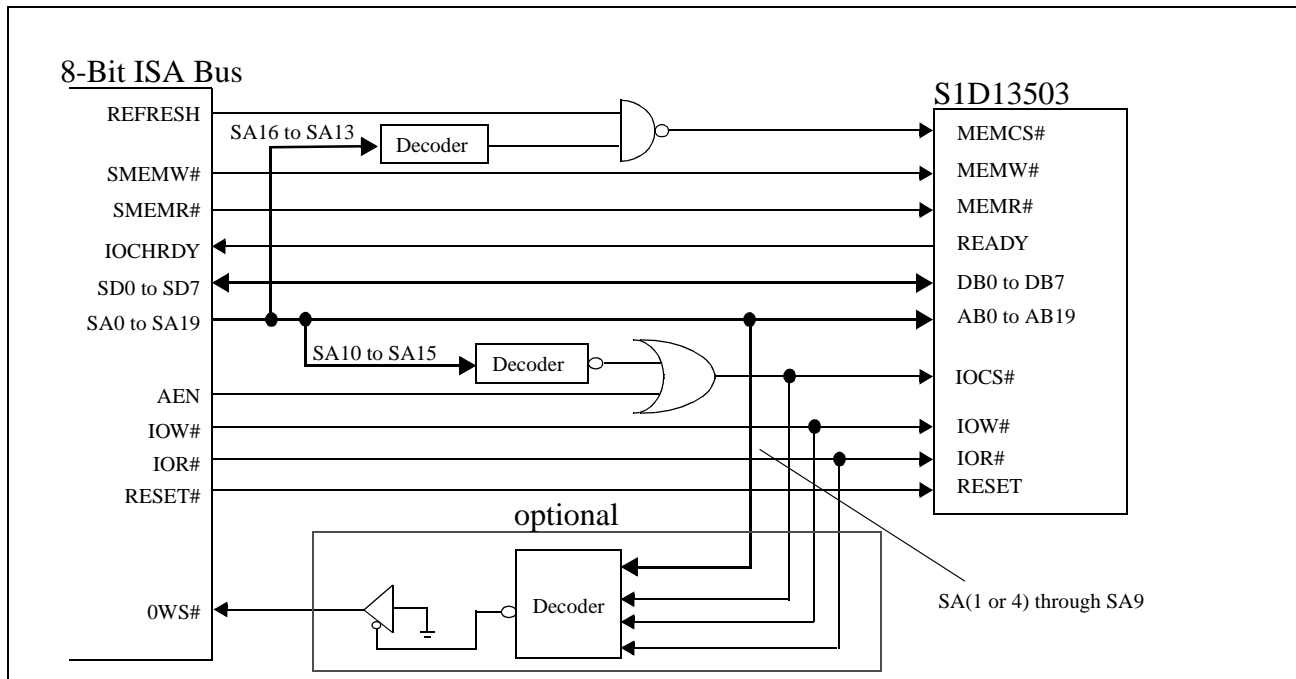 8-Bit ISA Bus
S1D13503
REFRESH
SA16 to SA13
Decoder
MEMCS#
SMEMW#
MEMW#
SMEMR#
MEMR#
IOCHRDY
READY
SD0 to SD7
DB0 to DB7
SA0 to SA19
AB0 to AB19
SA10 to SA15
Decoder
IOCS#
AEN
IOW#
IOW#
IOR#
IOR#
RESET#
RESET
optional
0WS#
Decoder
SA(1 or 4) through SA9